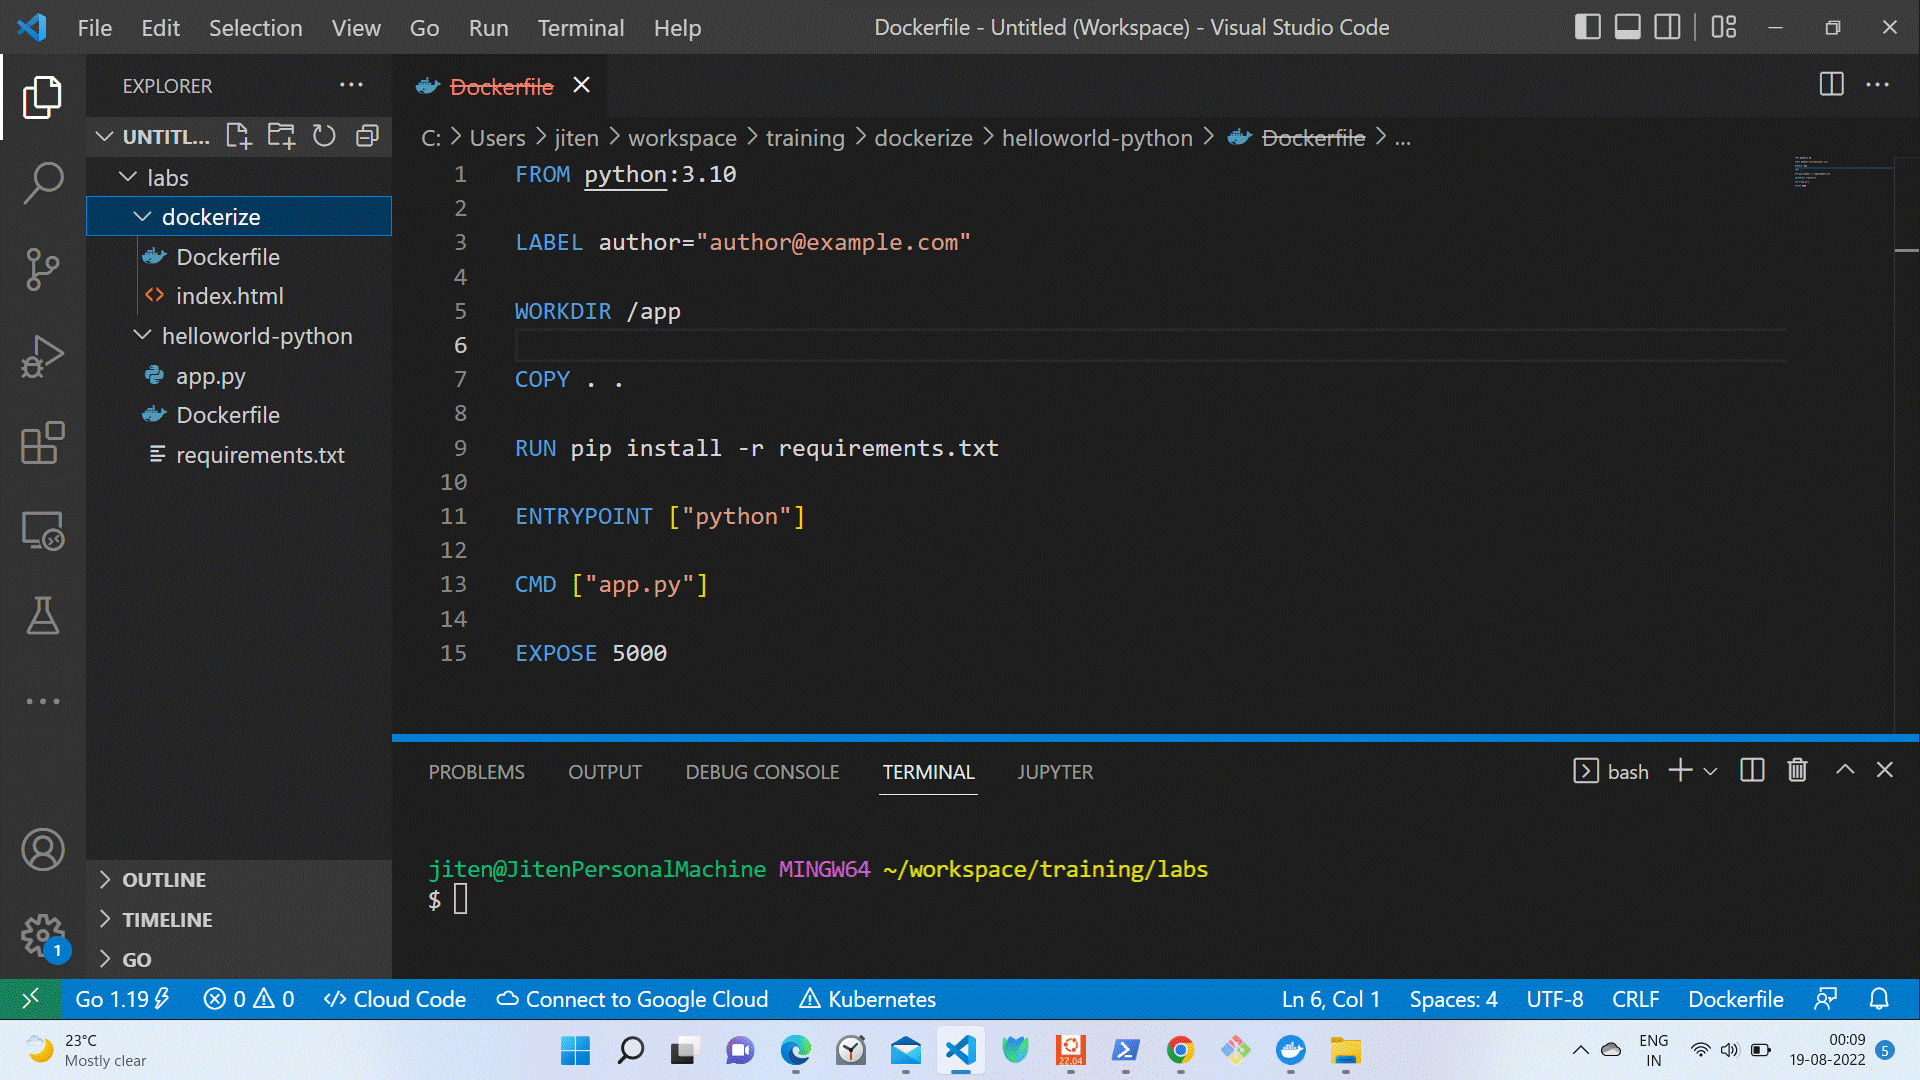 File Edit Selection View Go Run Terminal Help
Dockerfile - Untitled (Workspace) - Visual Studio Code
EXPLORER
UNTITL...
labs
dockerize
Dockerfile
index.html
helloworld-python
app.py
Dockerfile
requirements.txt
OUTLINE
TIMELINE
GO
1
Dockerfile
C: > Users > jiten > workspace > training > dockerize > helloworld-python > Dockerfile > ...
1 FROM python:3.10
2
3 LABEL author="author@example.com"
4
5 WORKDIR /app
6
7 COPY . .
8
9 RUN pip install -r requirements.txt
10
11 ENTRYPOINT ["python"]
12
13 CMD ["app.py"]
14
15 EXPOSE 5000
PROBLEMS OUTPUT DEBUG CONSOLE TERMINAL JUPYTER
bash
jiten@JitenPersonalMachine MINGW64 ~/workspace/training/labs
$
Go 1.19 0 0 Cloud Code Connect to Google Cloud Kubernetes Ln 6, Col 1 Spaces: 4 UTF-8 CRLF Dockerfile
23°C
Mostly clear
22.04
ENG
IN
00:09
19-08-2022
5